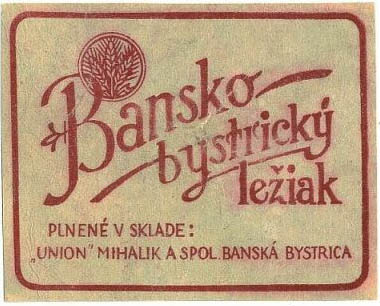 Bansko-
bystrický
ležiak
PLNENÉ V SKLADE:
„UNION" MIHALIK A SPOL. BANSKÁ BYSTRICA